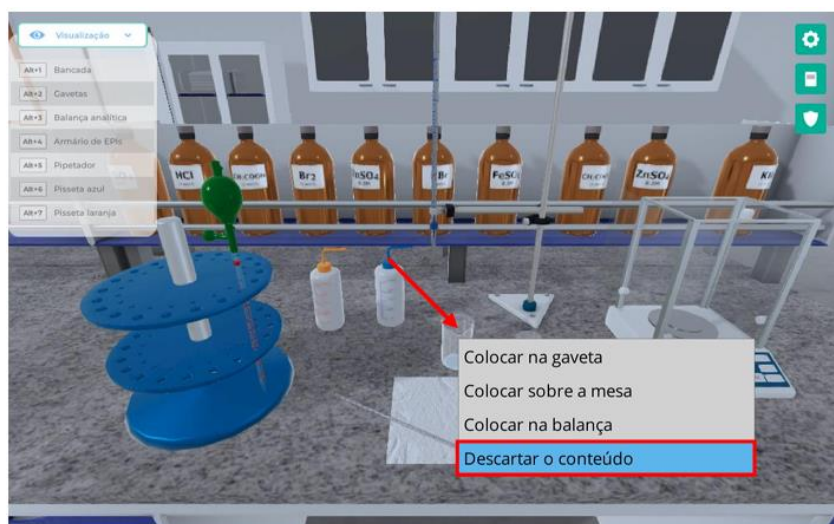 Visualização
Alt+1 Bancada
Alt+2 Gavetas
Alt+3 Balança analítica
Alt+4 Armário de EPIs
Alt+5 Pipetador
Alt+6 Pisseta azul
Alt+7 Pisseta laranja
HCl
Br2
FeSO
ZnSO4
Colocar na gaveta
Colocar sobre a mesa
Colocar na balança
Descartar o conteúdo